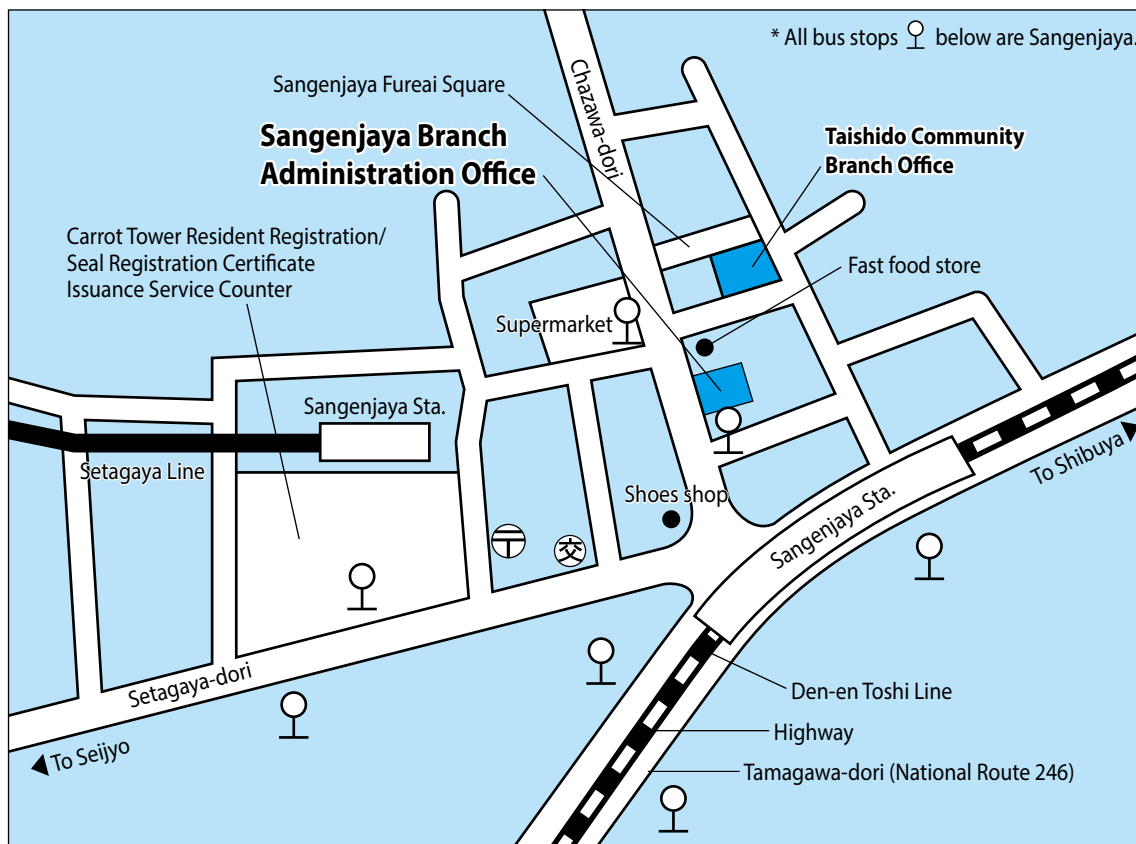 * All bus stops below are Sangenjaya.
Chazawa-dori
Sangenjaya Fureai Square
Sangenjaya Branch
Administration Office
Taishido Community
Branch Office
Carrot Tower Resident Registration/
Seal Registration Certificate
Issuance Service Counter
Fast food store
Supermarket
Sangenjaya Sta.
Setagaya Line
To Shibuya
Shoes shop
Sangenjaya Sta.
〒
交
Setagaya-dori
Den-en Toshi Line
Highway
To Seijyo
Tamagawa-dori (National Route 246)